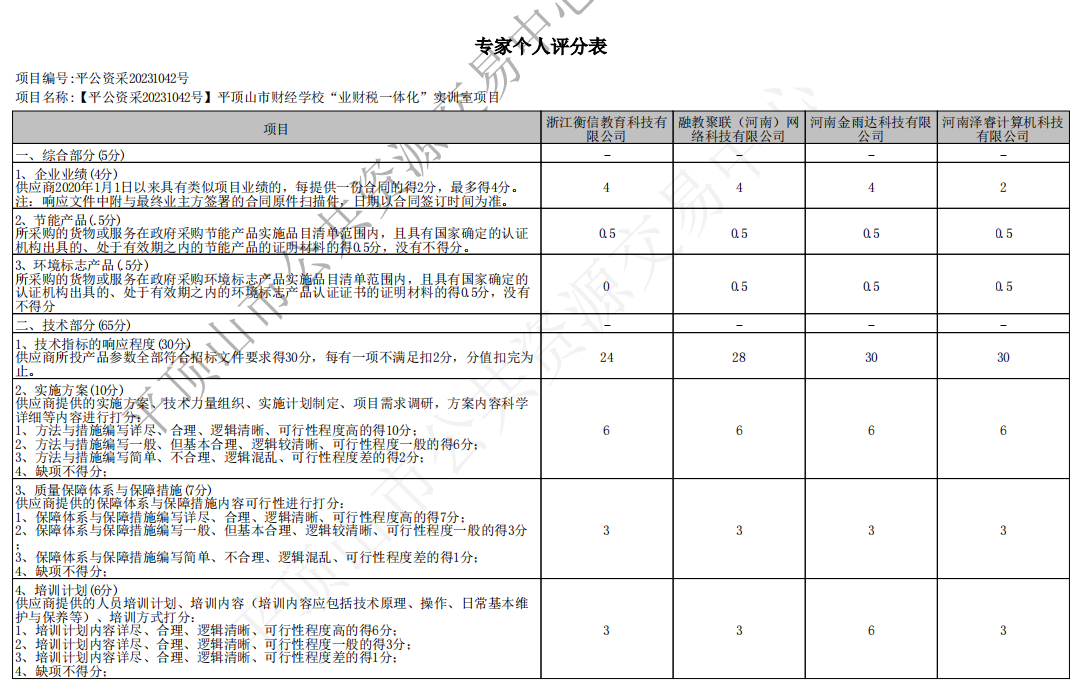 专家个人评分表
项目编号:平公资采20231042号
项目名称:【平公资采20231042号】平顶山市财经学校“业财税一体化”实训室项目
项目 浙江衡信教育科技有限公司 融教聚联（河南）网络科技有限公司 河南金雨达科技有限公司 河南泽睿计算机科技有限公司
一、综合部分(5分) – – – –
1、企业业绩(4分)
供应商2020年1月1日以来具有类似项目业绩的，每提供一份合同的得2分，最多得4分。
注：响应文件中附与最终业主方签署的合同原件扫描件，日期以合同签订时间为准。
4 4 4 2
2、节能产品(.5分)
所采购的货物或服务在政府采购节能产品实施品目清单范围内，且具有国家确定的认证
机构出具的、处于有效期之内的节能产品的证明材料的得0.5分，没有不得分。
0.5 0.5 0.5 0.5
3、环境标志产品(.5分)
所采购的货物或服务在政府采购环境标志产品实施品目清单范围内，且具有国家确定的
认证机构出具的、处于有效期之内的环境标志产品认证证书的证明材料的得0.5分，没有
不得分
0 0.5 0.5 0.5
二、技术部分(65分) – – – –
1、技术指标的响应程度(30分)
供应商所投产品参数全部符合招标文件要求得30分，每有一项不满足扣2分，分值扣完为
止。
24 28 30 30
2、实施方案(10分)
供应商提供的实施方案、技术力量组织、实施计划制定、项目需求调研，方案内容科学
详细等内容进行打分：
1、方法与措施编写详尽、合理、逻辑清晰、可行性程度高的得10分；
2、方法与措施编写一般、但基本合理、逻辑较清晰、可行性程度一般的得6分；
3、方法与措施编写简单、不合理、逻辑混乱、可行性程度差的得2分；
4、缺项不得分；
6 6 6 6
3、质量保障体系与保障措施(7分)
供应商提供的保障体系与保障措施内容可行性进行打分：
1、保障体系与保障措施编写详尽、合理、逻辑清晰、可行性程度高的得7分；
2、保障体系与保障措施编写一般、但基本合理、逻辑较清晰、可行性程度一般的得3分
；
3、保障体系与保障措施编写简单、不合理、逻辑混乱、可行性程度差的得1分；
4、缺项不得分；
3 3 3 3
4、培训计划(6分)
供应商提供的人员培训计划、培训内容（培训内容应包括技术原理、操作、日常基本维
护与保养等）、培训方式打分：
1、培训计划内容详尽、合理、逻辑清晰、可行性程度高的得6分；
2、培训计划内容详尽、合理、逻辑清晰、可行性程度一般的得3分；
3、培训计划内容详尽、合理、逻辑清晰、可行性程度差的得1分；
4、缺项不得分；
3 3 6 3
平顶山市公共资源交易中心
平顶山市公共资源交易中心